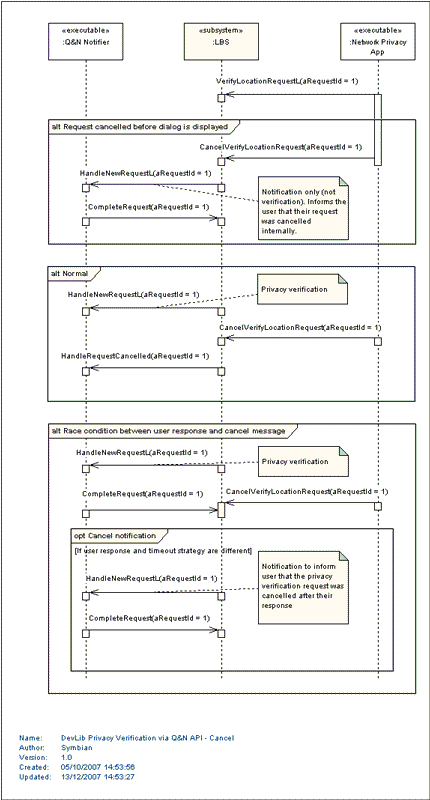 «executable»
:Q&N Notifier
«subsystem»
:LBS
«executable»
:Network Privacy
App
VerifyLocationRequestL(aRequestId = 1)
alt Request cancelled before dialog is displayed
CancelVerifyLocationRequest(aRequestId = 1)
HandleNewRequestL(aRequestId = 1)
Notification only (not
verification). Informs the
user that their request
was cancelled
internally.
CompleteRequest(aRequestId = 1)
alt Normal
HandleNewRequestL(aRequestId = 1)
Privacy verification
CancelVerifyLocationRequest(aRequestId = 1)
HandleRequestCancelled(aRequestId = 1)
alt Race condition between user response and cancel message
HandleNewRequestL(aRequestId = 1)
Privacy verification
CompleteRequest(aRequestId = 1)
CancelVerifyLocationRequest(aRequestId = 1)
opt Cancel notification
[If user response and timeout strategy are different]
Notification to inform
user that the privacy
verification request was
cancelled after their
response
HandleNewRequestL(aRequestId = 1)
CompleteRequest(aRequestId = 1)
Name: DevLib Privacy Verification via Q&N API - Cancel
Author: Symbian
Version: 1.0
Created: 05/10/2007 14:53:56
Updated: 13/12/2007 14:53:27